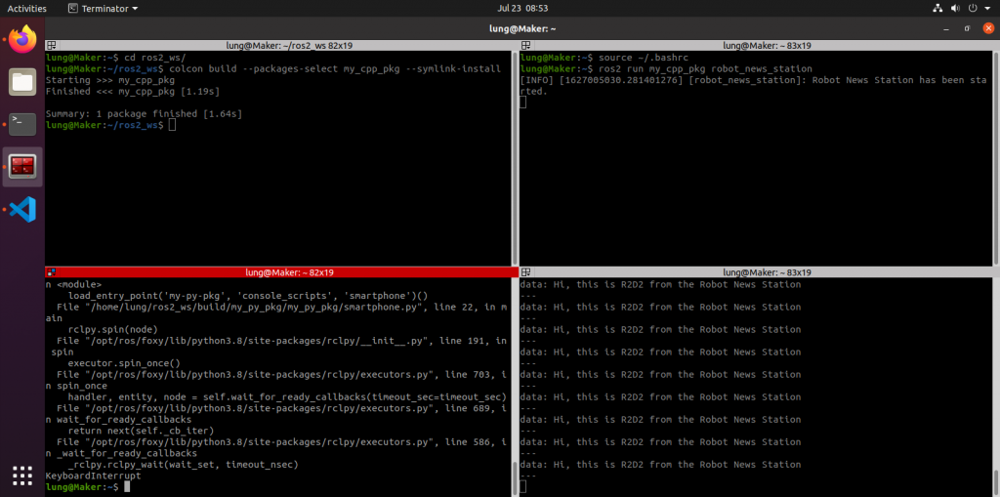 Activities
Terminator
Jul 23 08:53
lung@Maker: ~
lung@Maker: ~/ros2_ws 82x19
lung@Maker:~$ cd ros2_ws/
lung@Maker:~/ros2_ws$ colcon build --packages-select my_cpp_pkg --symlink-install
Starting >>> my_cpp_pkg
Finished <<< my_cpp_pkg [1.19s]
Summary: 1 package finished [1.64s]
lung@Maker:~/ros2_ws$
lung@Maker: ~ 83x19
lung@Maker:~$ source ~/.bashrc
lung@Maker:~$ ros2 run my_cpp_pkg robot_news_station
[INFO] [1627005030.281401276] [robot_news_station]: Robot News Station has been sta
rted.
lung@Maker: ~ 82x19
n <module>
load_entry_point('my-py-pkg', 'console_scripts', 'smartphone')()
File "/home/lung/ros2_ws/build/my_py_pkg/my_py_pkg/smartphone.py", line 22, in m
ain
rclpy.spin(node)
File "/opt/ros/foxy/lib/python3.8/site-packages/rclpy/__init__.py", line 191, in
spin
executor.spin_once()
File "/opt/ros/foxy/lib/python3.8/site-packages/rclpy/executors.py", line 703, i
n spin_once
handler, entity, node = self.wait_for_ready_callbacks(timeout_sec=timeout_sec)
File "/opt/ros/foxy/lib/python3.8/site-packages/rclpy/executors.py", line 689, i
n wait_for_ready_callbacks
return next(self._cb_iter)
File "/opt/ros/foxy/lib/python3.8/site-packages/rclpy/executors.py", line 586, i
n _wait_for_ready_callbacks
_rclpy.rclpy_wait(wait_set, timeout_nsec)
KeyboardInterrupt
lung@Maker:~$
lung@Maker: ~ 83x19
data: Hi, this is R2D2 from the Robot News Station
---
data: Hi, this is R2D2 from the Robot News Station
---
data: Hi, this is R2D2 from the Robot News Station
---
data: Hi, this is R2D2 from the Robot News Station
---
data: Hi, this is R2D2 from the Robot News Station
---
data: Hi, this is R2D2 from the Robot News Station
---
data: Hi, this is R2D2 from the Robot News Station
---
data: Hi, this is R2D2 from the Robot News Station
---
data: Hi, this is R2D2 from the Robot News Station
---